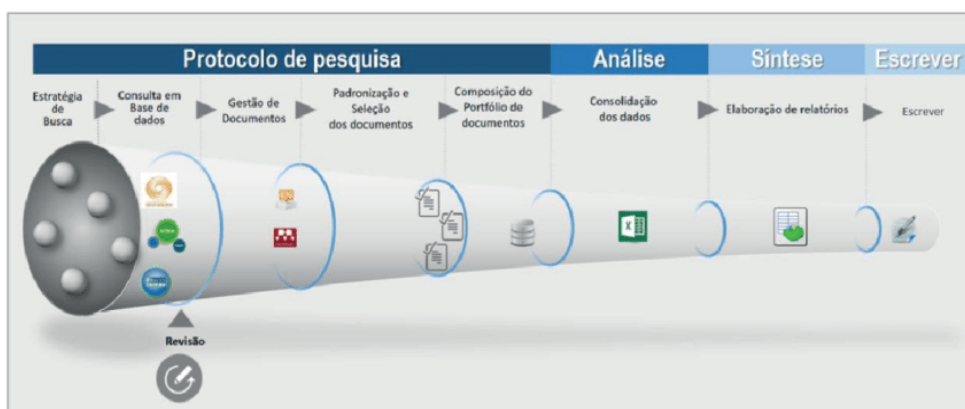 Protocolo de pesquisa
Análise
Síntese
Escrever
Estratégia
de
Busca
Consulta em
Base de
dados
Gestão de
Documentos
Padronização e
Seleção
dos documentos
Composição do
Portfólio de
documentos
Consolidação
dos dados
Elaboração de relatórios
Escrever
Revisão